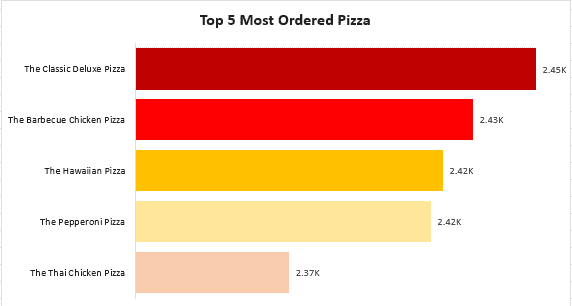 Top 5 Most Ordered Pizza
The Classic Deluxe Pizza 2.45K
The Barbecue Chicken Pizza 2.43K
The Hawaiian Pizza 2.42K
The Pepperoni Pizza 2.42K
The Thai Chicken Pizza 2.37K